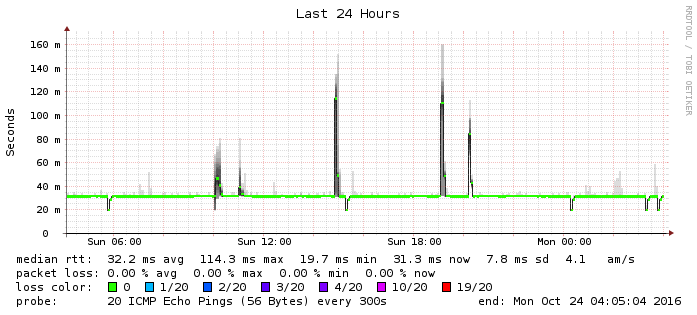 Last 24 Hours
RRDTOOL / TOBI OETIKER
Seconds
160 m
140 m
120 m
100 m
80 m
60 m
40 m
20 m
0
Sun 06:00 Sun 12:00 Sun 18:00 Mon 00:00
median rtt: 32.2 ms avg 114.3 ms max 19.7 ms min 31.3 ms now 7.8 ms sd 4.1 am/s
packet loss: 0.00 % avg 0.00 % max 0.00 % min 0.00 % now
loss color: 0 1/20 2/20 3/20 4/20 10/20 19/20
probe: 20 ICMP Echo Pings (56 Bytes) every 300s end: Mon Oct 24 04:05:04 2016